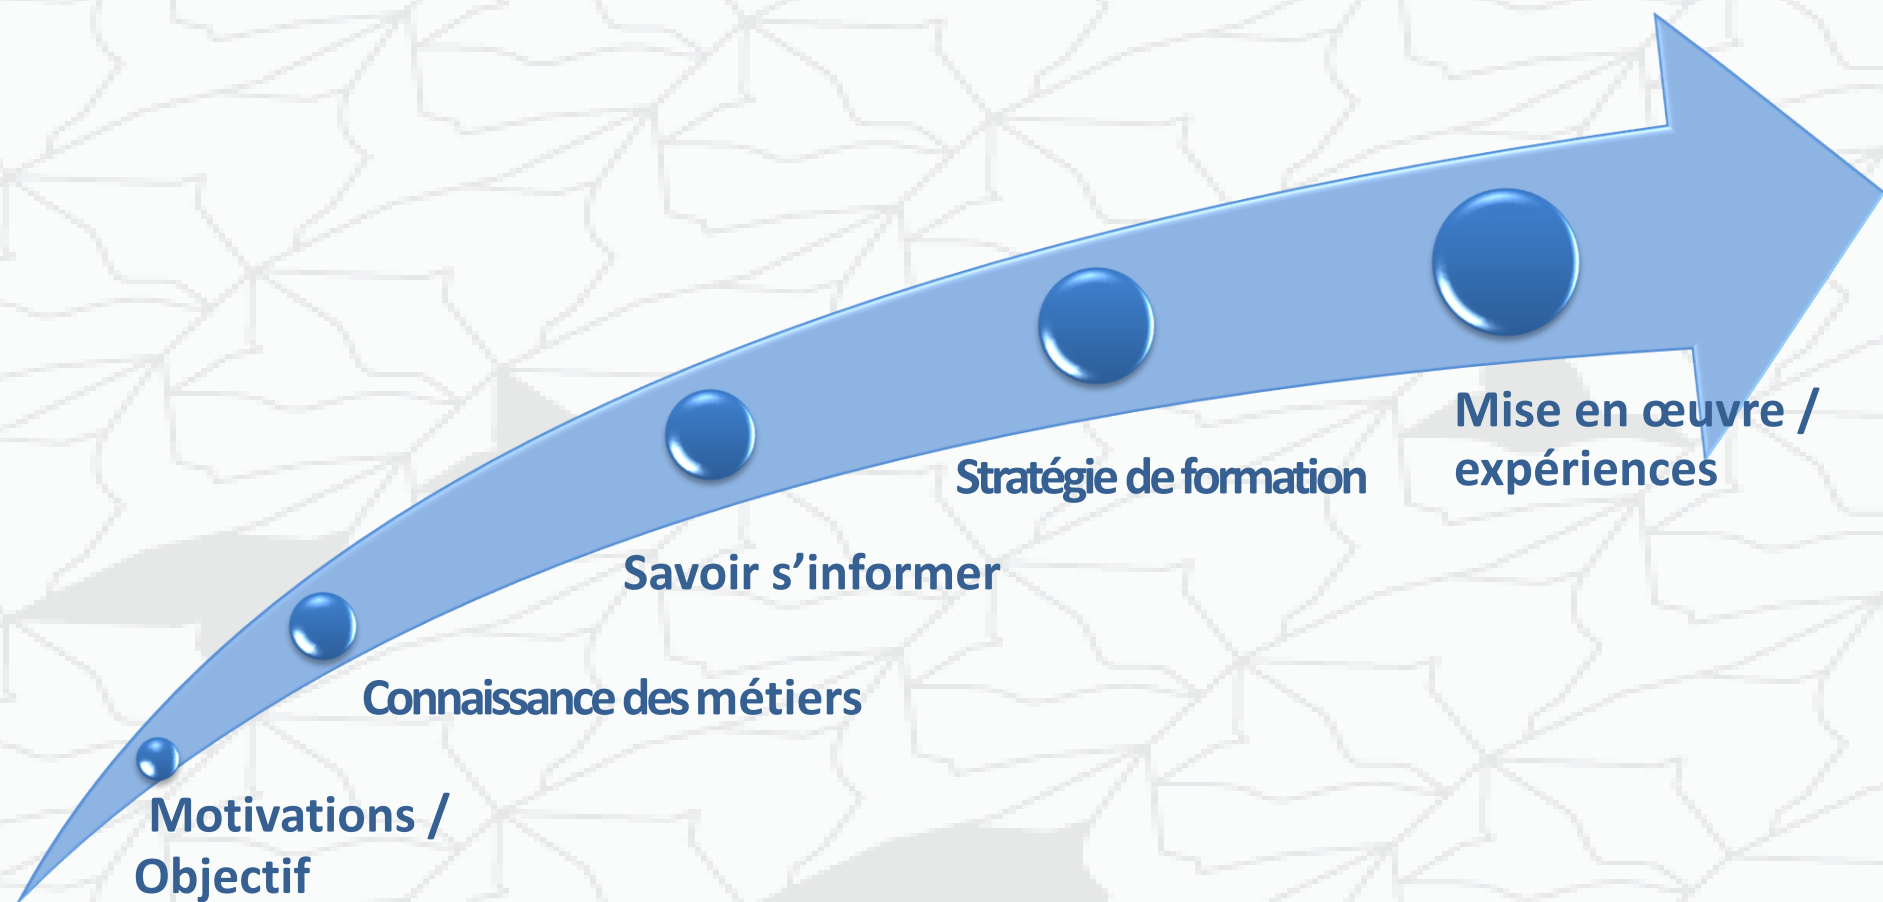 Motivations /
Objectif
Connaissance des métiers
Savoir s’informer
Stratégie de formation
Mise en œuvre /
expériences